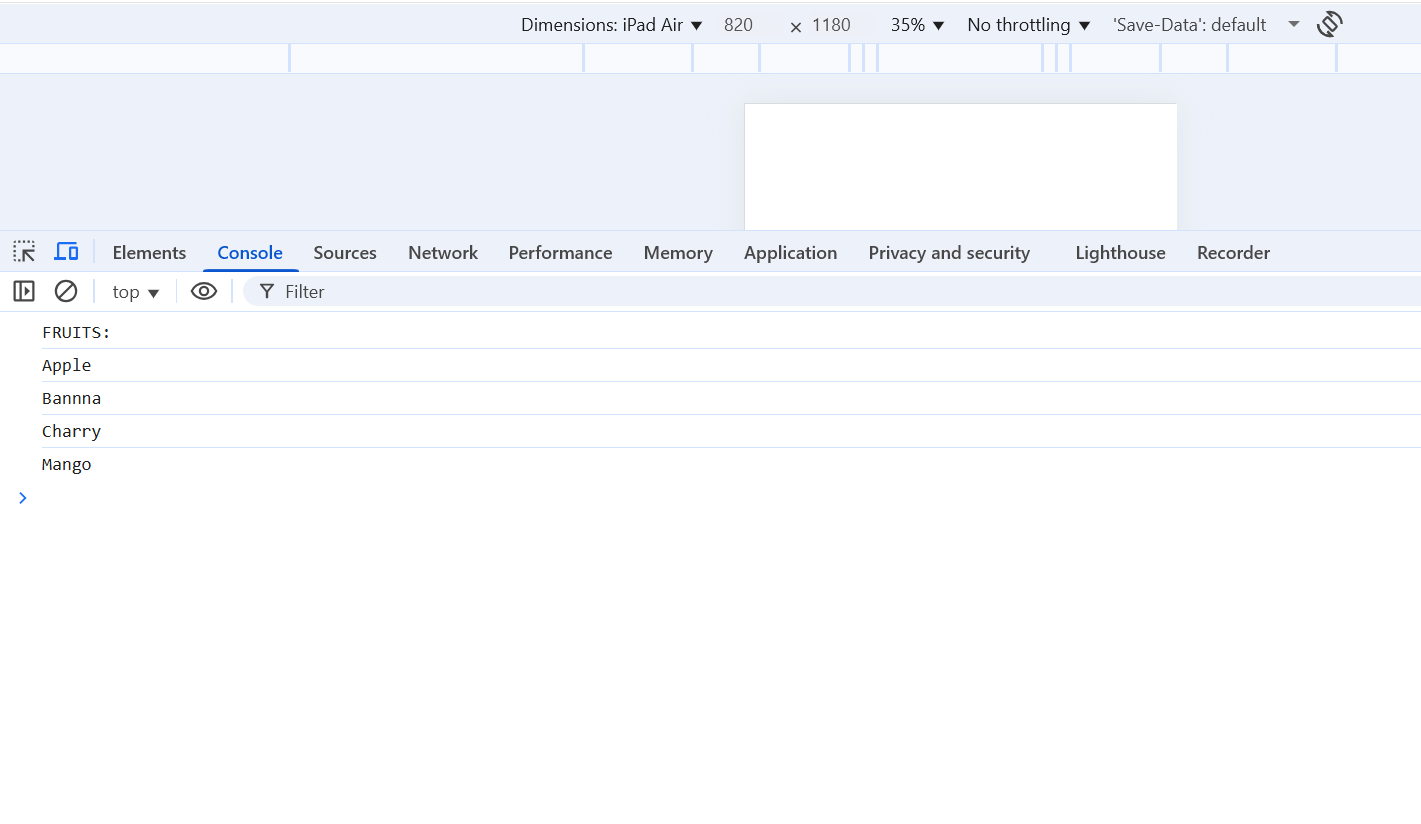 Dimensions: iPad Air ▼ 820 × 1180 35% ▼ No throttling ▼ 'Save-Data': default
Elements Console Sources Network Performance Memory Application Privacy and security Lighthouse Recorder
top ▼ Filter
FRUITS:
Apple
Bannna
Charry
Mango